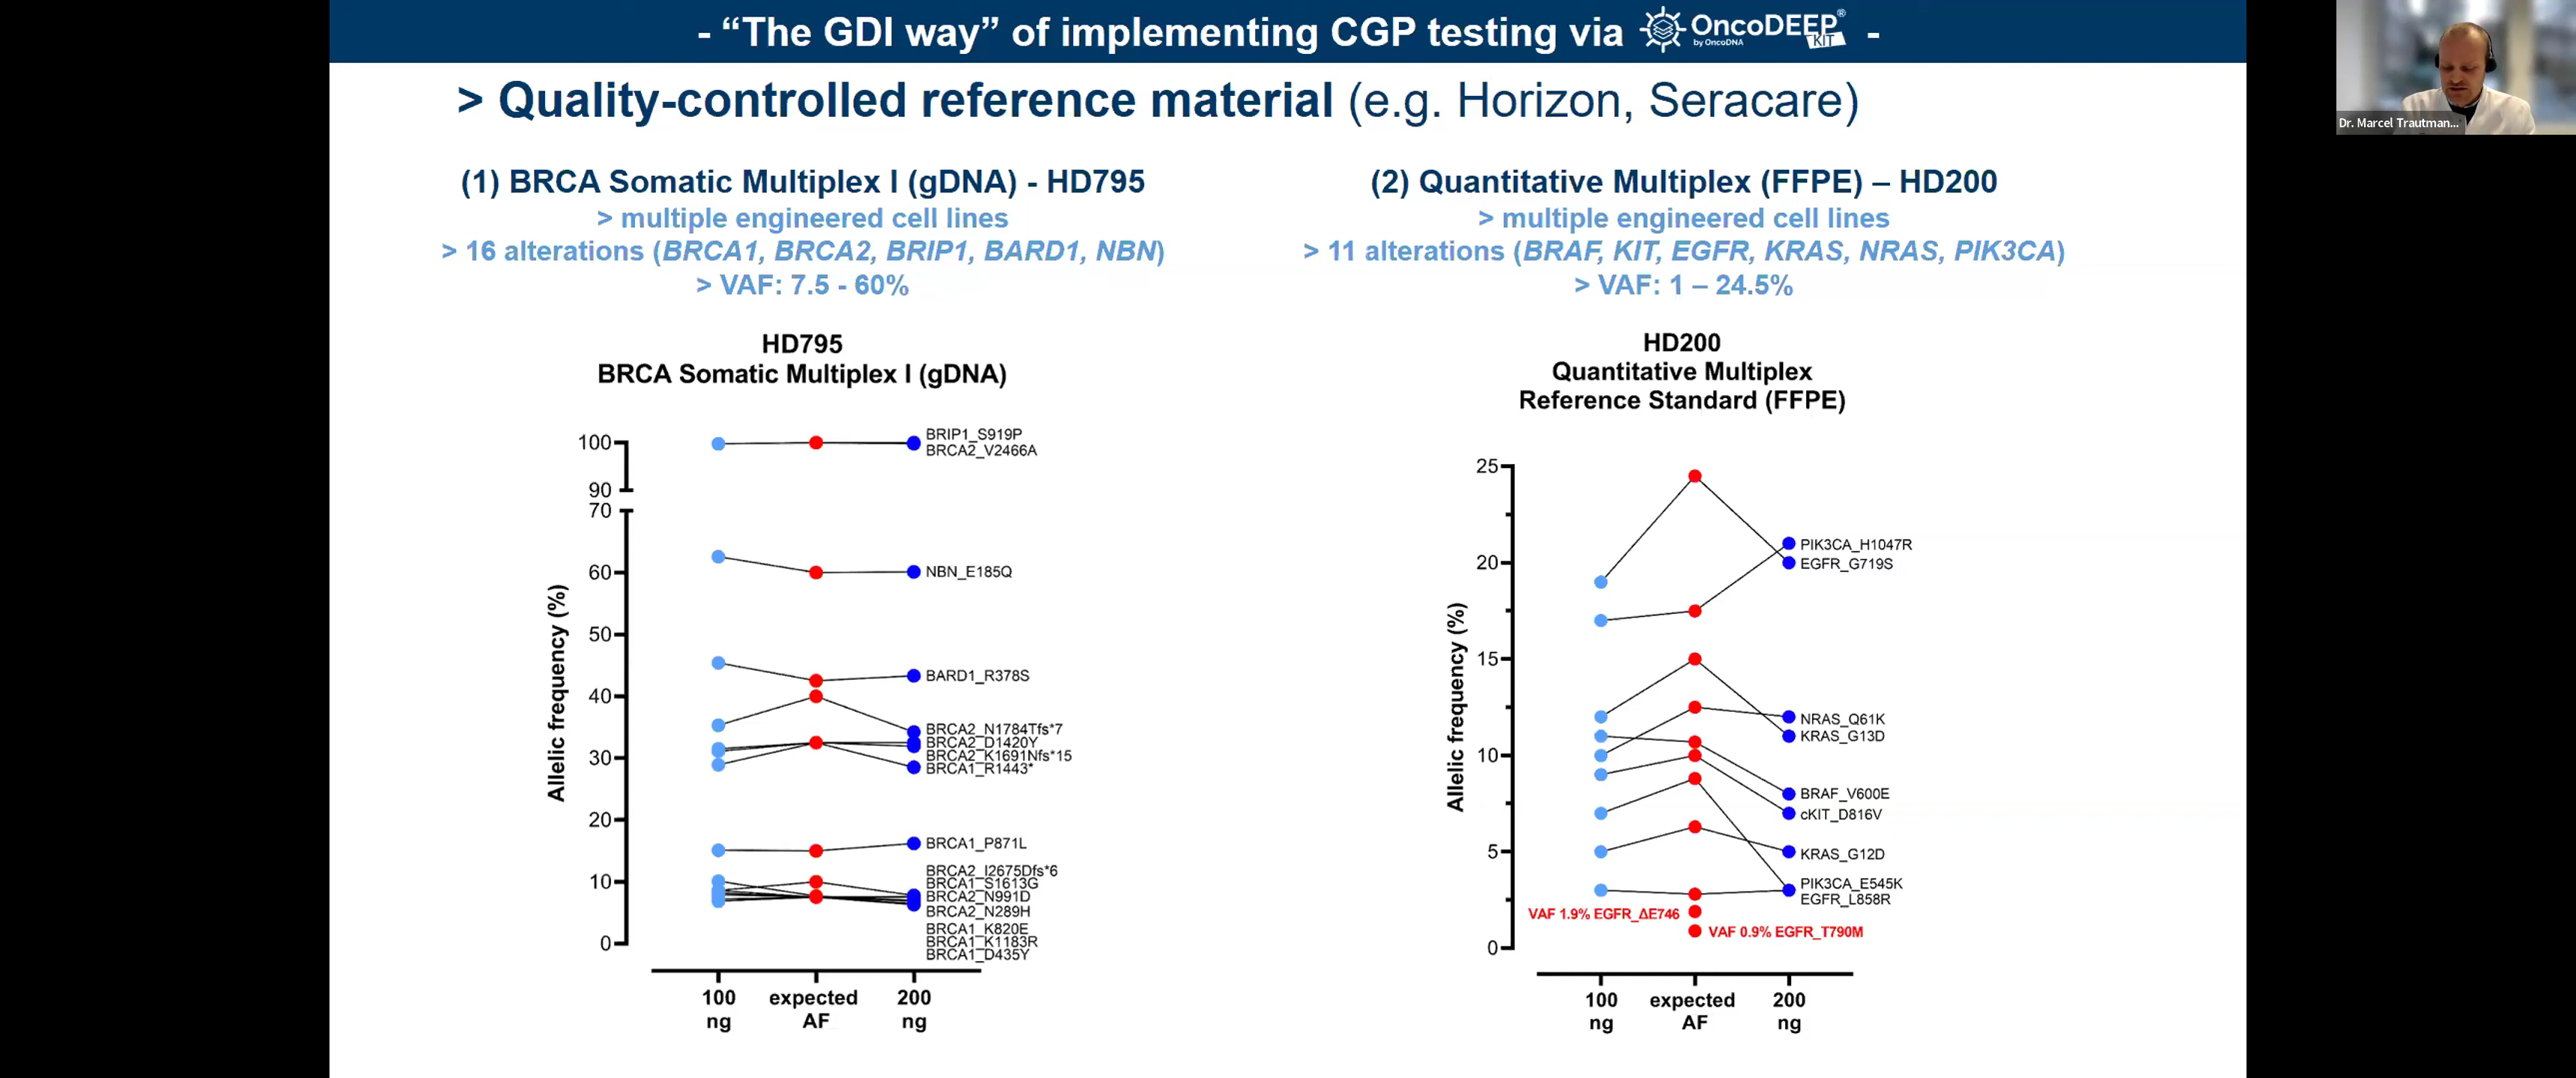 - “The GDI way” of implementing CGP testing via OncoDEEP® KIT by OncoDNA -
Dr. Marcel Trautman...
> Quality-controlled reference material (e.g. Horizon, Seracare)
(1) BRCA Somatic Multiplex I (gDNA) - HD795
> multiple engineered cell lines
> 16 alterations (BRCA1, BRCA2, BRIP1, BARD1, NBN)
> VAF: 7.5 - 60%
HD795
BRCA Somatic Multiplex I (gDNA)
Allelic frequency (%)
100
90
70
60
50
40
30
20
10
0
BRIP1_S919P
BRCA2_V2466A
NBN_E185Q
BARD1_R378S
BRCA2_N1784Tfs*7
BRCA2_D1420Y
BRCA2_K1691Nfs*15
BRCA1_R1443*
BRCA1_P871L
BRCA2_I2675Dfs*6
BRCA1_S1613G
BRCA2_N991D
BRCA2_N289H
BRCA1_K820E
BRCA1_K1183R
BRCA1_D435Y
100 expected 200
ng AF ng
(2) Quantitative Multiplex (FFPE) – HD200
> multiple engineered cell lines
> 11 alterations (BRAF, KIT, EGFR, KRAS, NRAS, PIK3CA)
> VAF: 1 – 24.5%
HD200
Quantitative Multiplex
Reference Standard (FFPE)
Allelic frequency (%)
25
20
15
10
5
0
PIK3CA_H1047R
EGFR_G719S
NRAS_Q61K
KRAS_G13D
BRAF_V600E
cKIT_D816V
KRAS_G12D
PIK3CA_E545K
EGFR_L858R
VAF 1.9% EGFR_ΔE746
VAF 0.9% EGFR_T790M
100 expected 200
ng AF ng